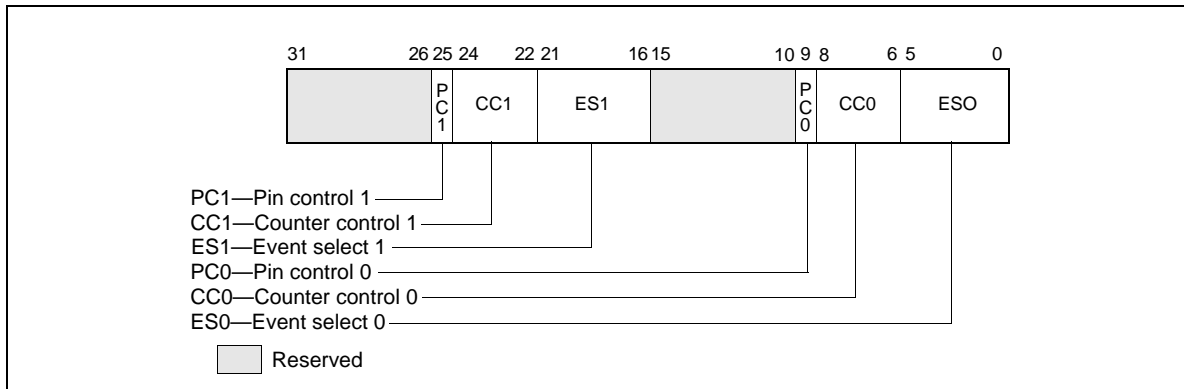 31 26 25 24 22 21 16 15 10 9 8 6 5 0
PC1 CC1 ES1 PC0 CC0 ESO
PC1—Pin control 1
CC1—Counter control 1
ES1—Event select 1
PC0—Pin control 0
CC0—Counter control 0
ES0—Event select 0
Reserved